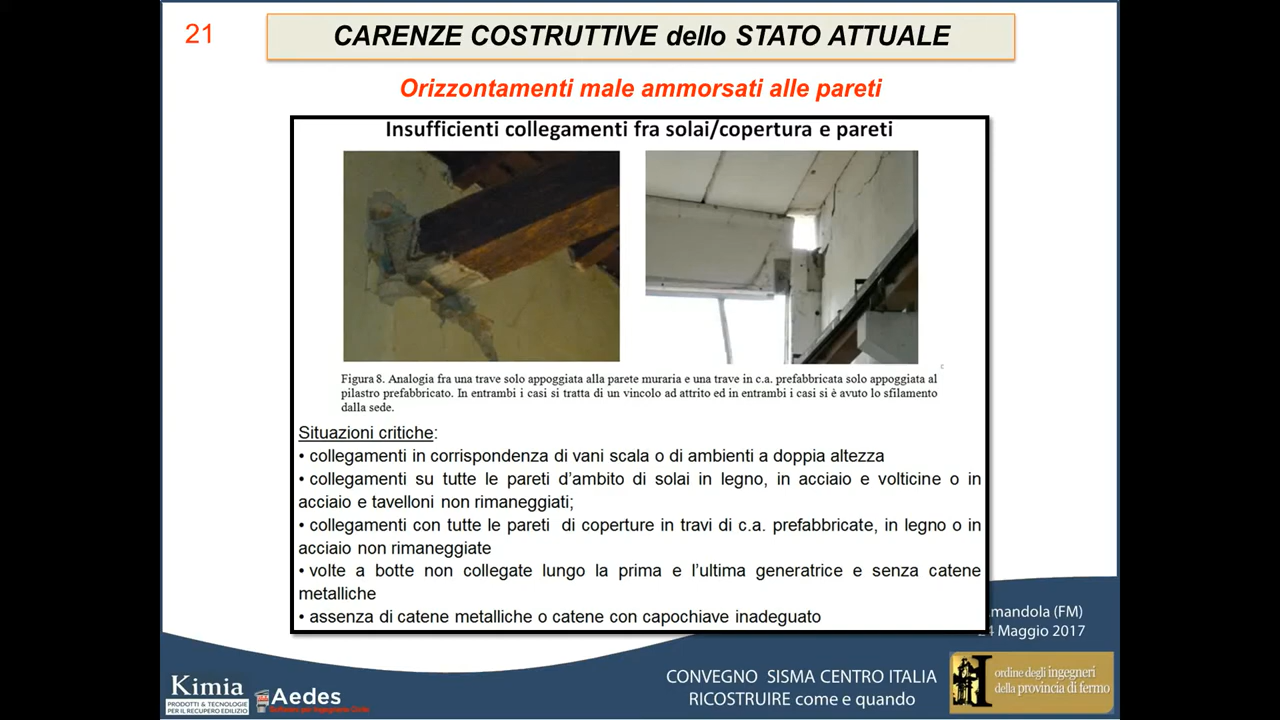 21
CARENZE COSTRUTTIVE dello STATO ATTUALE
Orizzontamenti male ammorsati alle pareti
Insufficienti collegamenti fra solai/copertura e pareti
Figura 8. Analogia fra una trave solo appoggiata alla parete muraria e una trave in c.a. prefabbricata solo appoggiata al
pilastro prefabbricato. In entrambi i casi si tratta di un vincolo ad attrito ed in entrambi i casi si è avuto lo sfilamento
dalla sede.
Situazioni critiche:
• collegamenti in corrispondenza di vani scala o di ambienti a doppia altezza
• collegamenti su tutte le pareti d'ambito di solai in legno, in acciaio e volticine o in
acciaio e tavelloni non rimaneggiati;
• collegamenti con tutte le pareti di coperture in travi di c.a. prefabbricate, in legno o in
acciaio non rimaneggiate
• volte a botte non collegate lungo la prima e l'ultima generatrice e senza catene
metalliche
• assenza di catene metalliche o catene con capochiave inadeguato
mandola (FM)
4 Maggio 2017
CONVEGNO SISMA CENTRO ITALIA
RICOSTRUIRE come e quando
Kimia
PRODOTTI & TECNOLOGIE
PER IL RECUPERO EDILIZIO
Aedes
Software per Ingegneria Civile
ordine degli ingegneri
della provincia di fermo